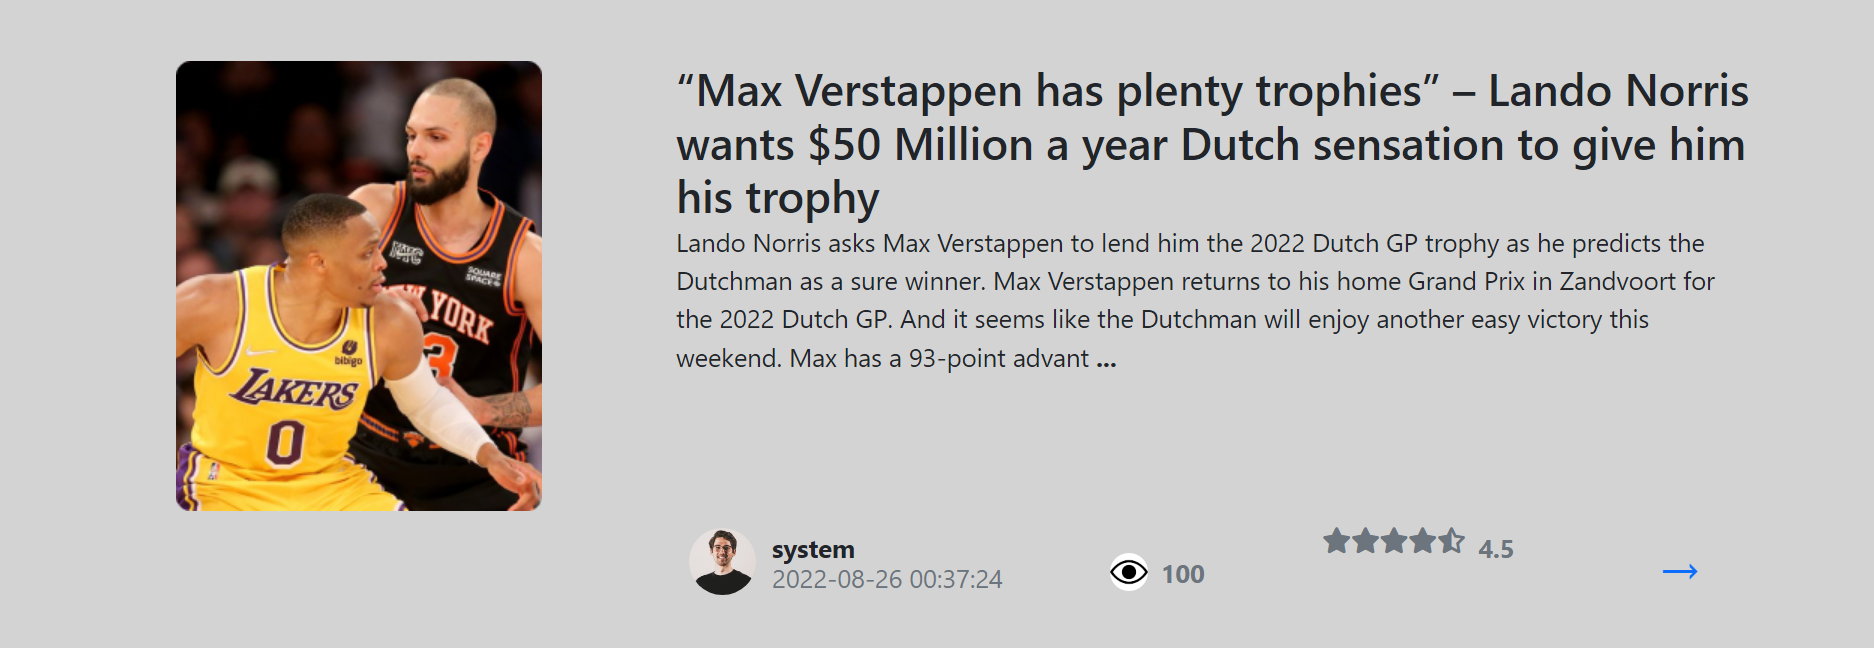 “Max Verstappen has plenty trophies” – Lando Norris
wants $50 Million a year Dutch sensation to give him
his trophy
Lando Norris asks Max Verstappen to lend him the 2022 Dutch GP trophy as he predicts the
Dutchman as a sure winner. Max Verstappen returns to his home Grand Prix in Zandvoort for
the 2022 Dutch GP. And it seems like the Dutchman will enjoy another easy victory this
weekend. Max has a 93-point advant ...
NYC
SQUARE
SPACE
YORK
3
bibigo
LAKERS
0
system
2022-08-26 00:37:24
100
4.5